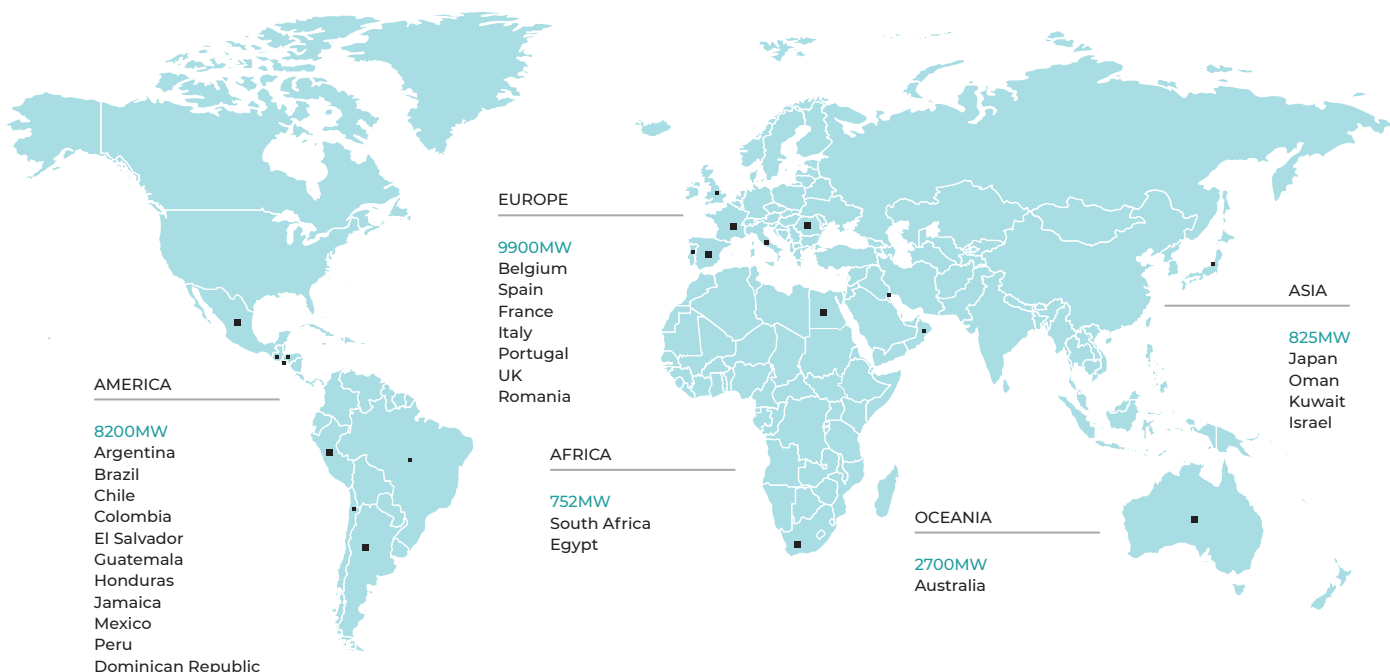 EUROPE
9900MW
Belgium
Spain
France
Italy
Portugal
UK
Romania
ASIA
825MW
Japan
Oman
Kuwait
Israel
AMERICA
8200MW
Argentina
Brazil
Chile
Colombia
El Salvador
Guatemala
Honduras
Jamaica
Mexico
Peru
Dominican Republic
AFRICA
752MW
South Africa
Egypt
OCEANIA
2700MW
Australia